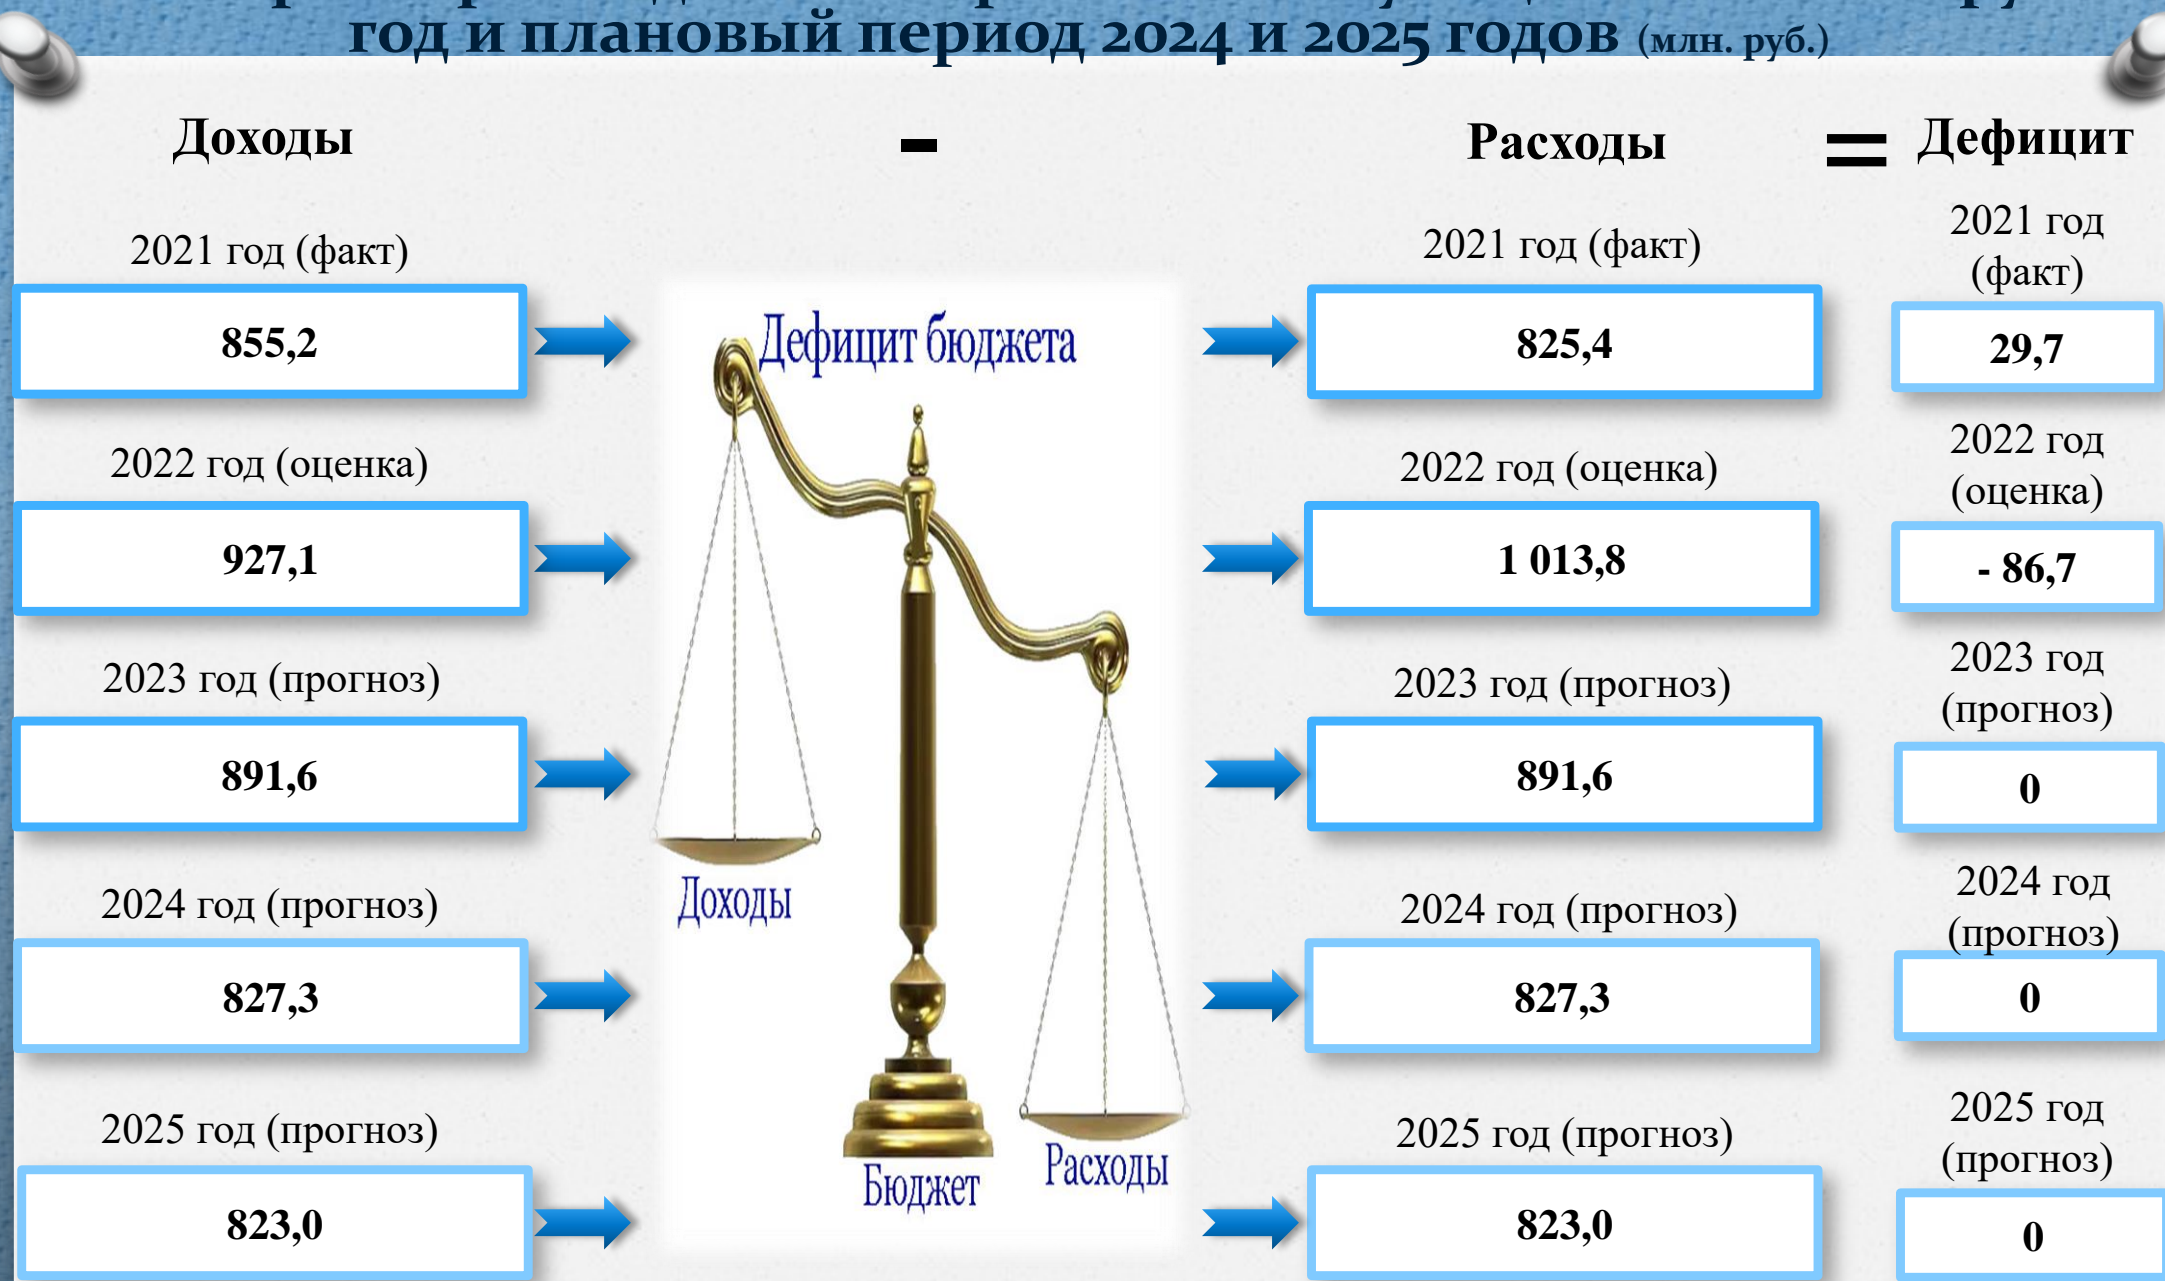 год и плановый период 2024 и 2025 годов (млн. руб.)
Доходы
-
Расходы
=
Дефицит
2021 год (факт)
855,2
2022 год (оценка)
927,1
2023 год (прогноз)
891,6
2024 год (прогноз)
827,3
2025 год (прогноз)
823,0
Дефицит бюджета
Доходы
Бюджет
Расходы
2021 год (факт)
825,4
2022 год (оценка)
1 013,8
2023 год (прогноз)
891,6
2024 год (прогноз)
827,3
2025 год (прогноз)
823,0
2021 год
(факт)
29,7
2022 год
(оценка)
- 86,7
2023 год
(прогноз)
0
2024 год
(прогноз)
0
2025 год
(прогноз)
0